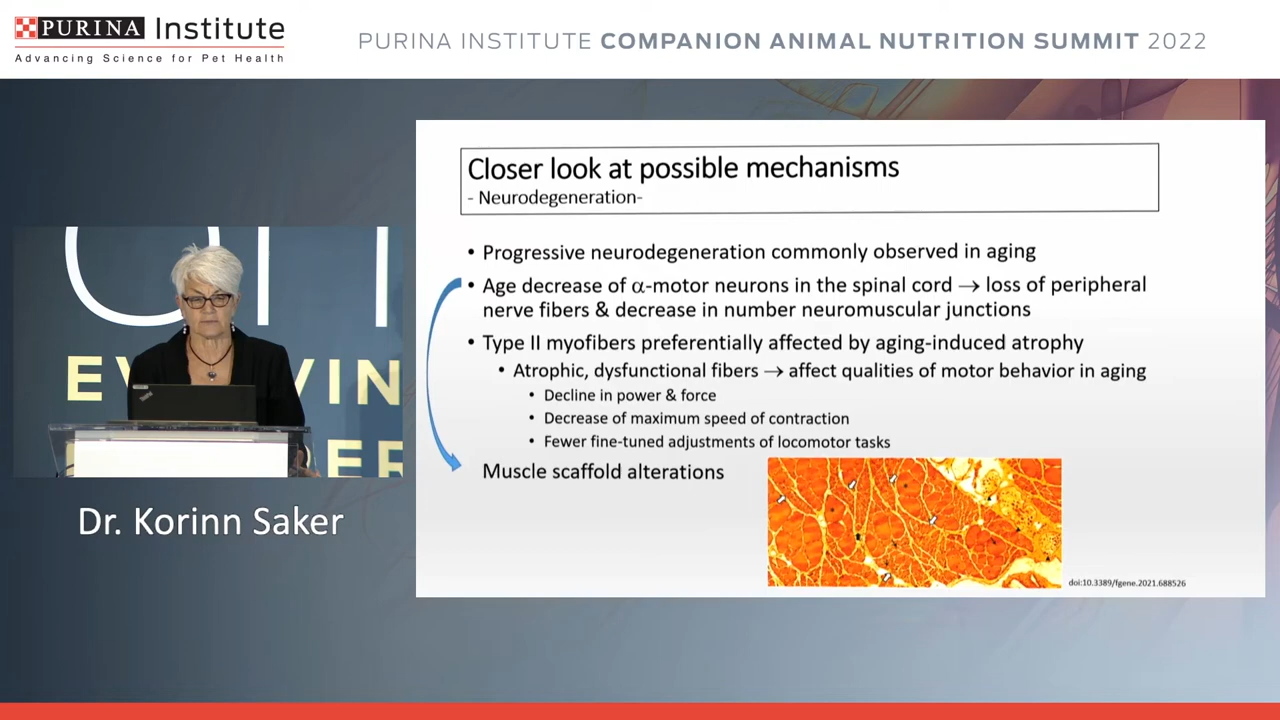 PURINA Institute
Advancing Science for Pet Health
PURINA INSTITUTE COMPANION ANIMAL NUTRITION SUMMIT 2022
Closer look at possible mechanisms
- Neurodegeneration-
• Progressive neurodegeneration commonly observed in aging
• Age decrease of α-motor neurons in the spinal cord → loss of peripheral
nerve fibers & decrease in number neuromuscular junctions
• Type II myofibers preferentially affected by aging-induced atrophy
• Atrophic, dysfunctional fibers → affect qualities of motor behavior in aging
• Decline in power & force
• Decrease of maximum speed of contraction
• Fewer fine-tuned adjustments of locomotor tasks
Muscle scaffold alterations
doi:10.3389/fgene.2021.688526
Dr. Korinn Saker